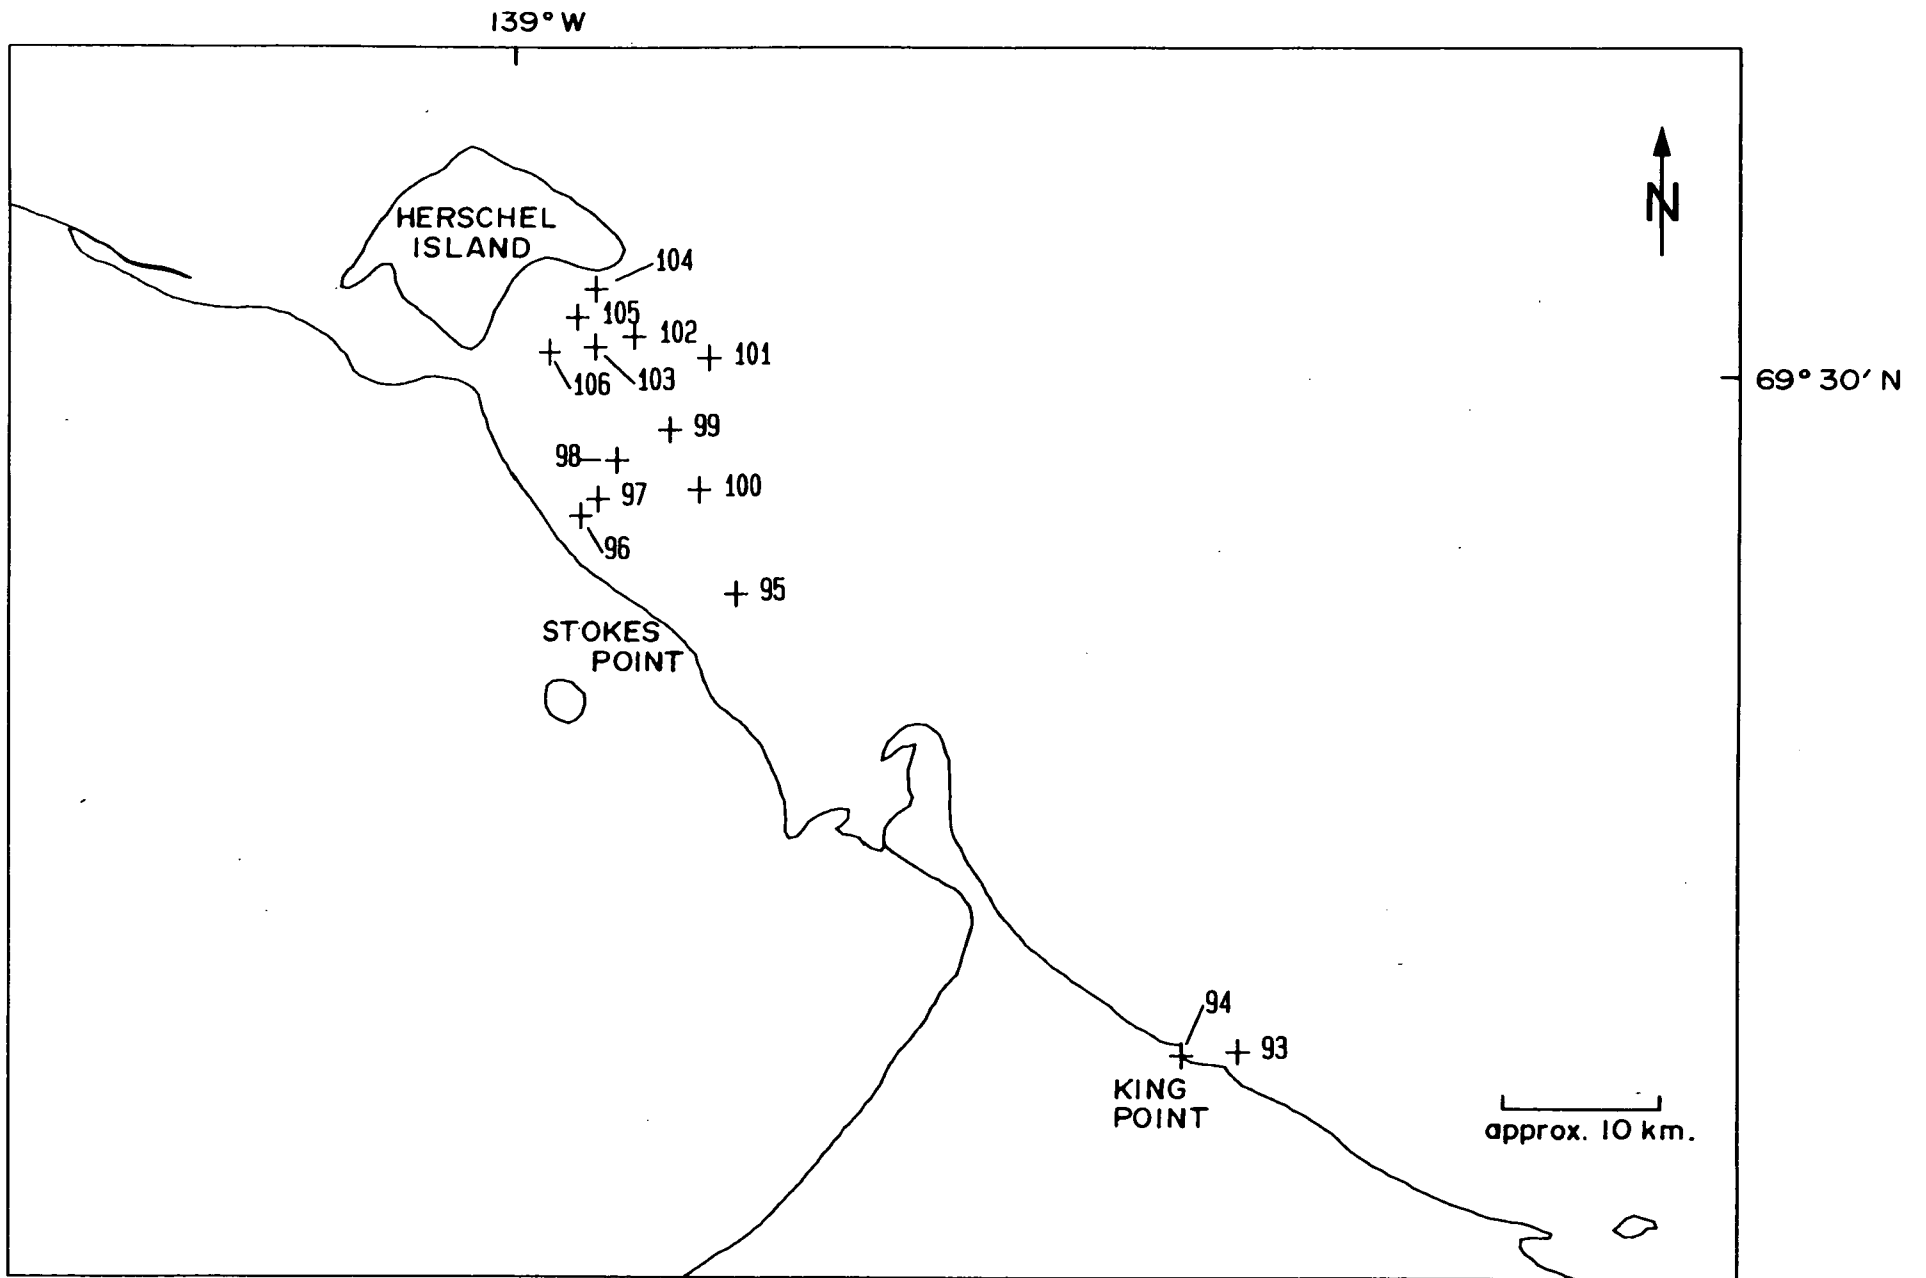 139° W
N
HERSCHEL
ISLAND
104
105
102
101
106
103
69° 30' N
99
98
97
100
96
95
STOKES
POINT
94
93
KING
POINT
approx. 10 km.